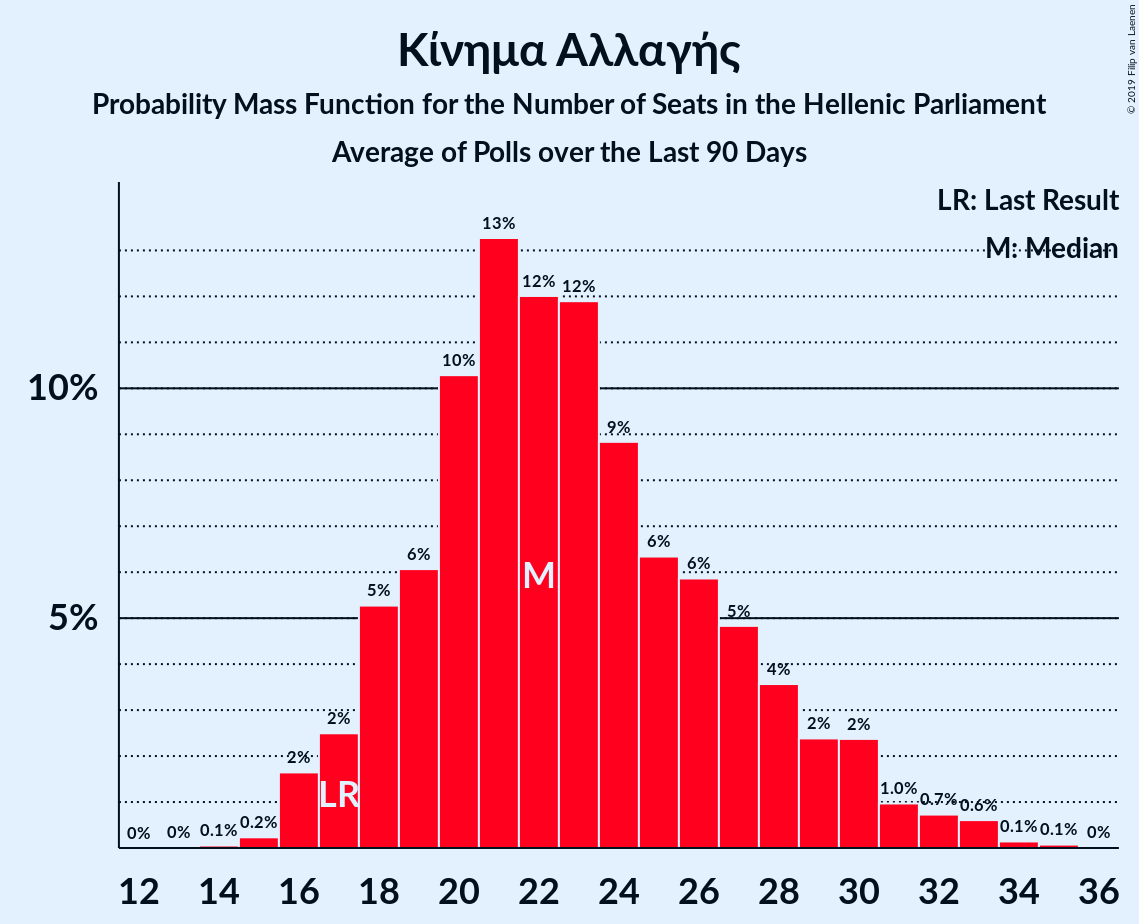 Κίνημα Αλλαγής
Probability Mass Function for the Number of Seats in the Hellenic Parliament
Average of Polls over the Last 90 Days
© 2019 Filip van Laenen
LR: Last Result
M: Median
10%
5%
0% 0% 0.1% 0.2% 2% 2% 5% 6% 10% 13% 12% 12% 9% 6% 6% 5% 4% 2% 2% 1.0% 0.7% 0.6% 0.1% 0.1% 0%
LR M
12 14 16 18 20 22 24 26 28 30 32 34 36